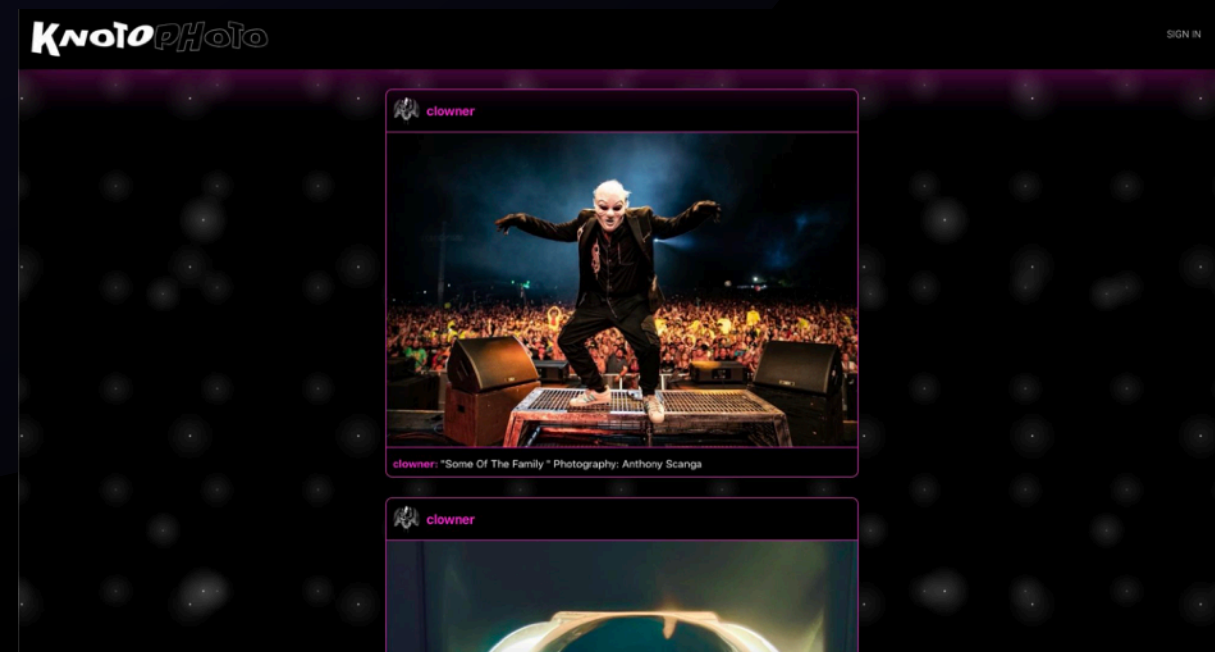 KNOTOPHOTO
SIGN IN
clowner
clowner: "Some Of The Family " Photography: Anthony Scanga
clowner